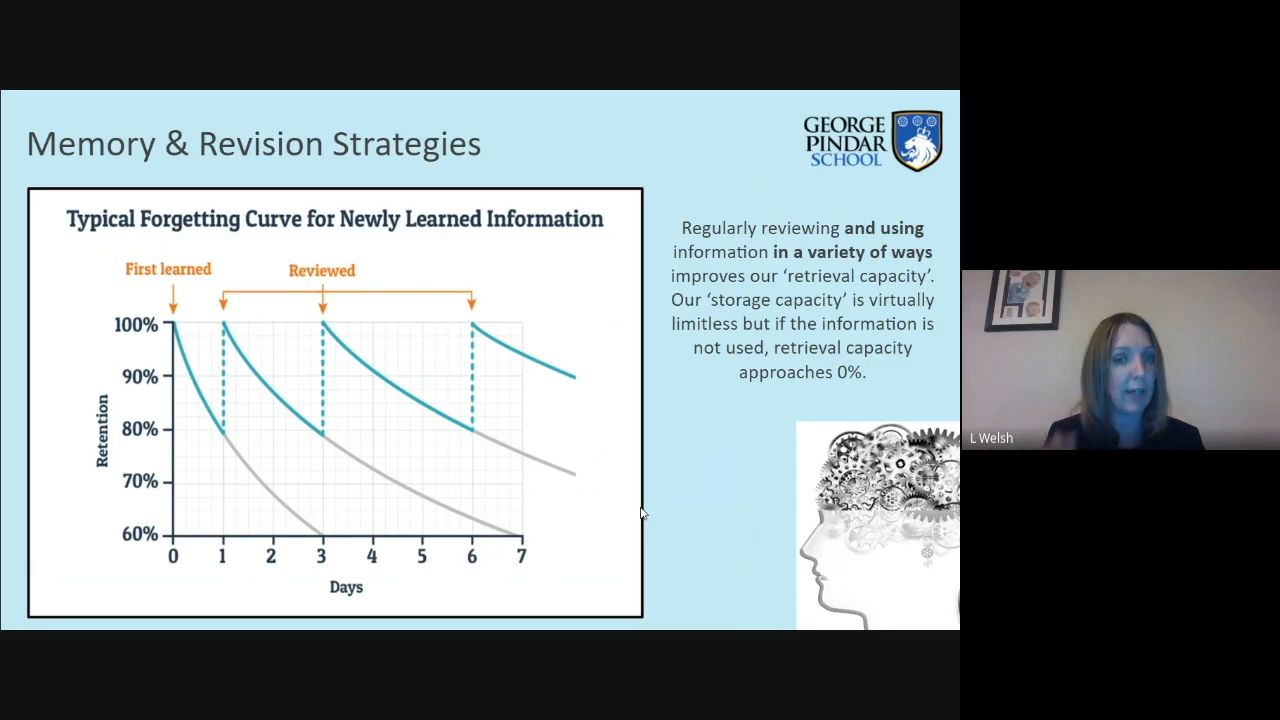 Memory & Revision Strategies
GEORGE
PINDAR
SCHOOL
Typical Forgetting Curve for Newly Learned Information
First learned
Reviewed
100%
90%
80%
70%
60%
Retention
0 1 2 3 4 5 6 7
Days
Regularly reviewing and using
information in a variety of ways
improves our ‘retrieval capacity’.
Our ‘storage capacity’ is virtually
limitless but if the information is
not used, retrieval capacity
approaches 0%.
L Welsh